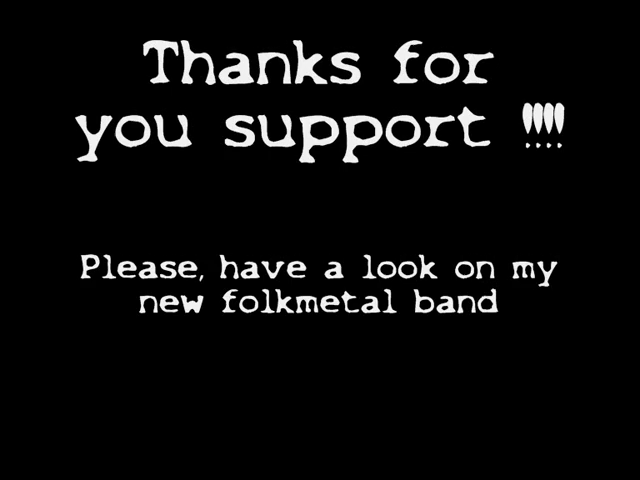 Thanks for
you support !!!!
Please, have a look on my
new folkmetal band